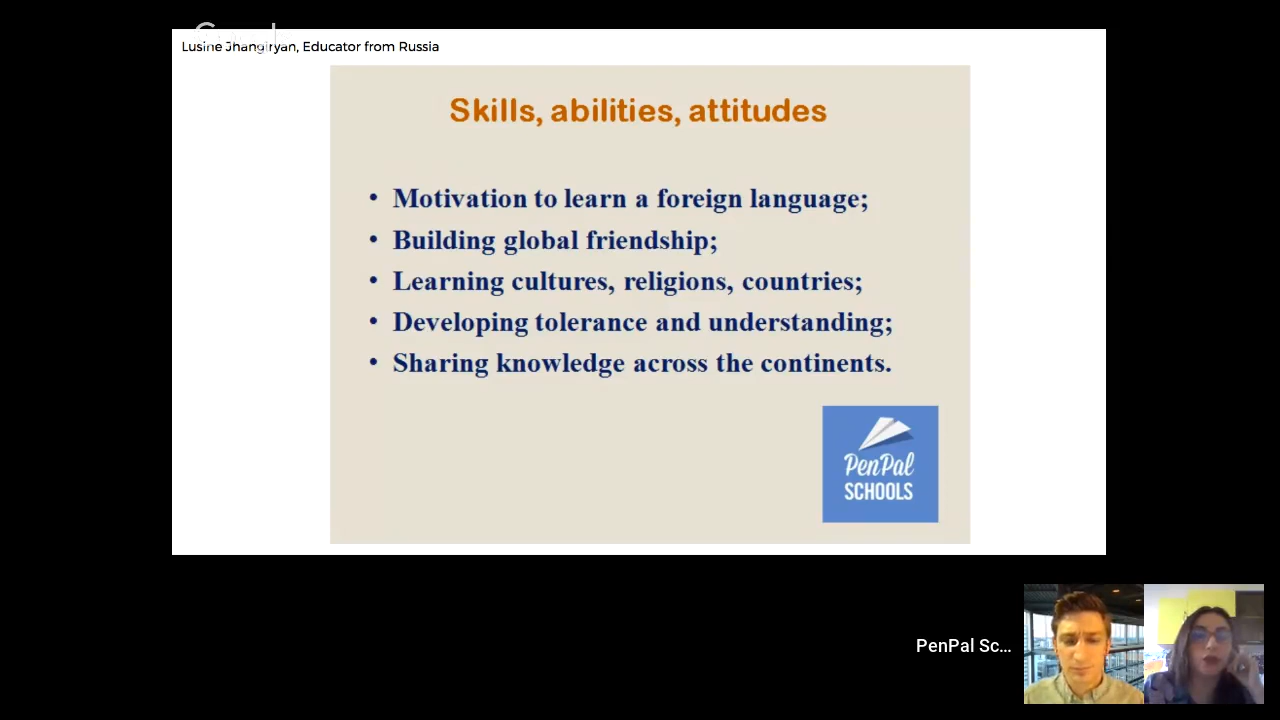 Lusine Jhangiryan, Educator from Russia
Skills, abilities, attitudes
• Motivation to learn a foreign language;
• Building global friendship;
• Learning cultures, religions, countries;
• Developing tolerance and understanding;
• Sharing knowledge across the continents.
PenPal
SCHOOLS
PenPal Sc...